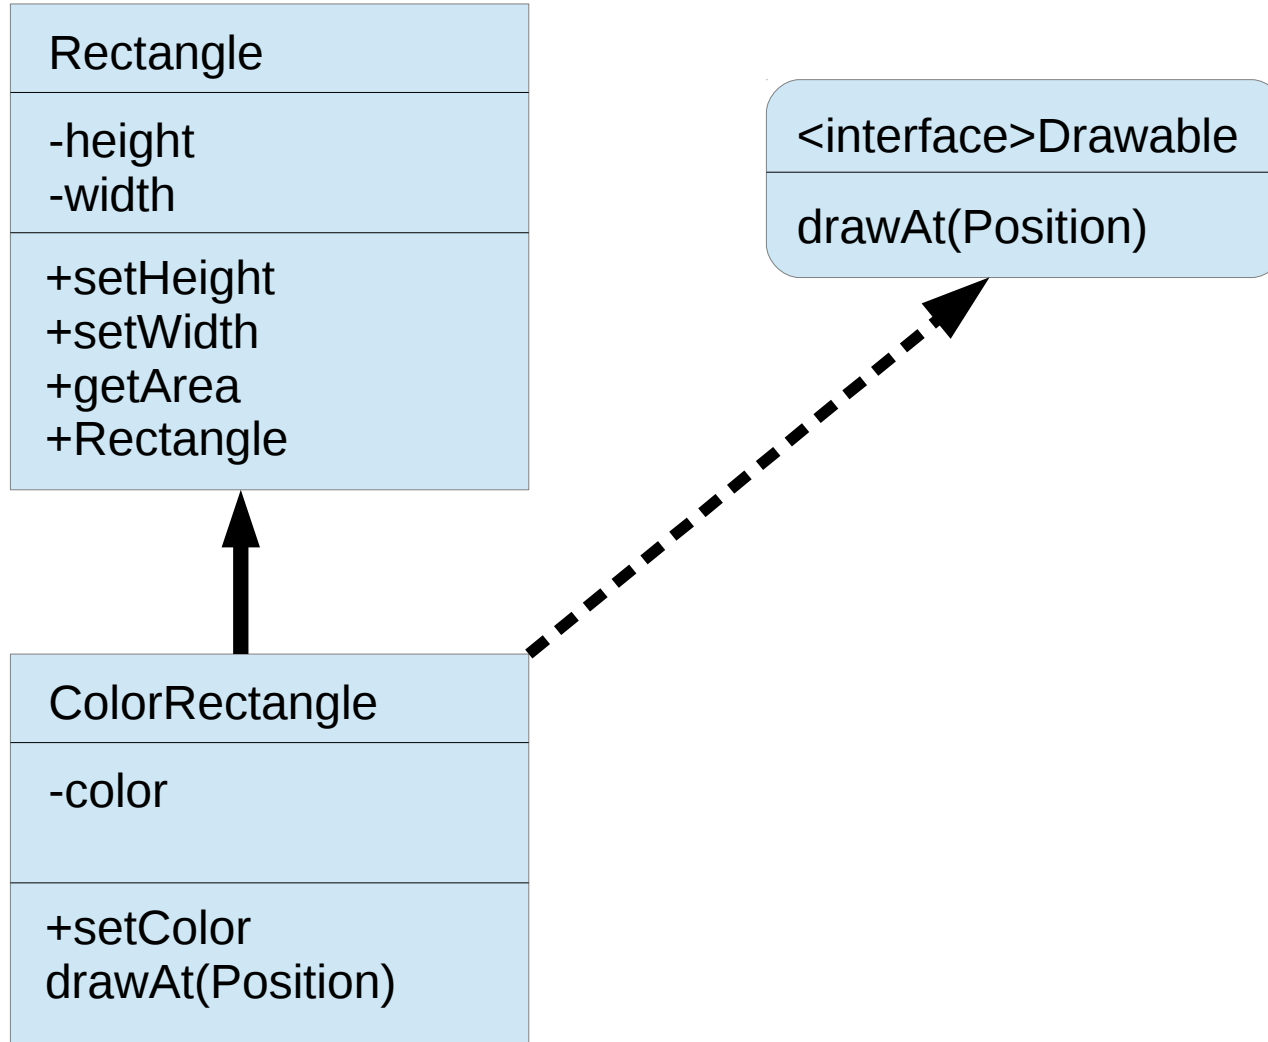 Rectangle
-height
-width
+setHeight
+setWidth
+getArea
+Rectangle
<interface>Drawable
drawAt(Position)
ColorRectangle
-color
+setColor
drawAt(Position)